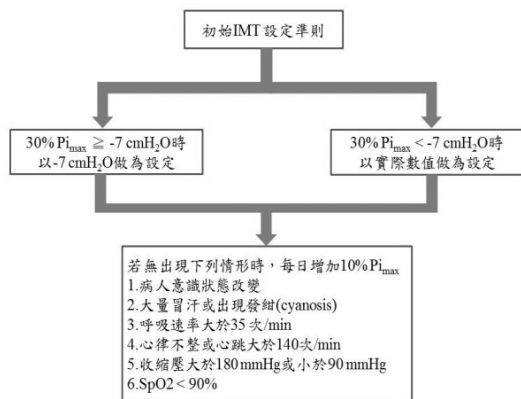 初始IMT設定準則
30% Pimax ≧ -7 cmH2O時
以-7 cmH2O做為設定
30% Pimax < -7 cmH2O時
以實際數值做為設定
若無出現下列情形時，每日增加10% Pimax
1.病人意識狀態改變
2.大量冒汗或出現發紺(cyanosis)
3.呼吸速率大於35次/min
4.心律不整或心跳大於140次/min
5.收縮壓大於180mmHg或小於90mmHg
6.SpO2 < 90%